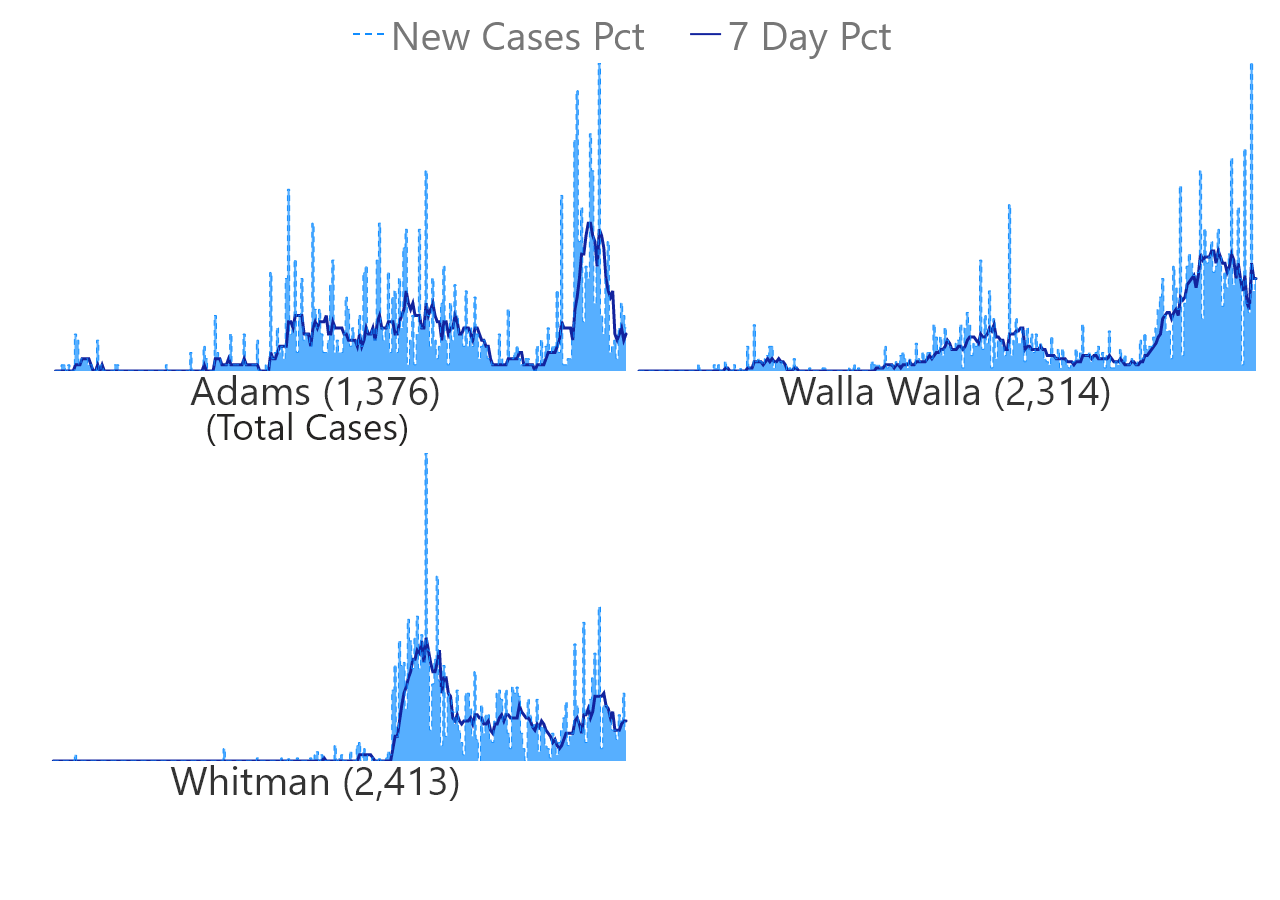 New Cases Pct 7 Day Pct
Adams (1,376)
(Total Cases)
Walla Walla (2,314)
Whitman (2,413)